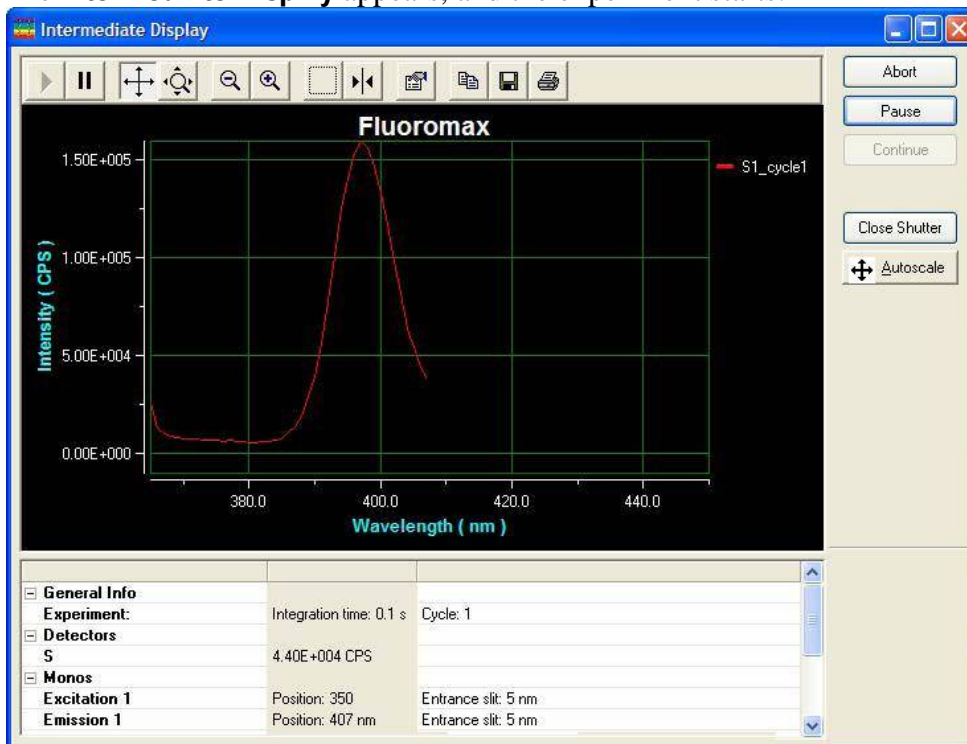 Intermediate Display
Abort
Pause
Continue
Close Shutter
Autoscale
Fluoromax
S1_cycle1
Intensity ( CPS )
1.50E+005
1.00E+005
5.00E+004
0.00E+000
380.0 400.0 420.0 440.0
Wavelength ( nm )
General Info
Experiment: Integration time: 0.1 s Cycle: 1
Detectors
S 4.40E+004 CPS
Monos
Excitation 1 Position: 350 Entrance slit: 5 nm
Emission 1 Position: 407 nm Entrance slit: 5 nm